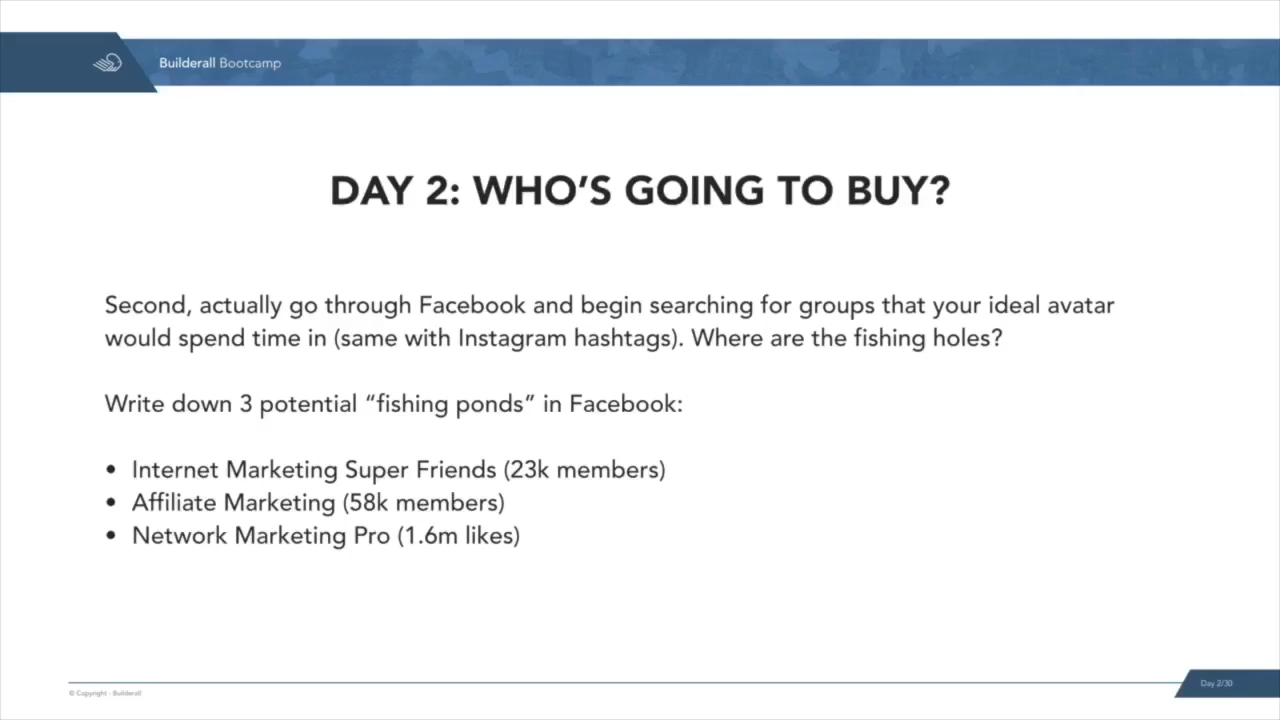 Builderall Bootcamp
DAY 2: WHO’S GOING TO BUY?
Second, actually go through Facebook and begin searching for groups that your ideal avatar
would spend time in (same with Instagram hashtags). Where are the fishing holes?
Write down 3 potential “fishing ponds” in Facebook:
• Internet Marketing Super Friends (23k members)
• Affiliate Marketing (58k members)
• Network Marketing Pro (1.6m likes)
© Copyright - Builderall
Day 2/30